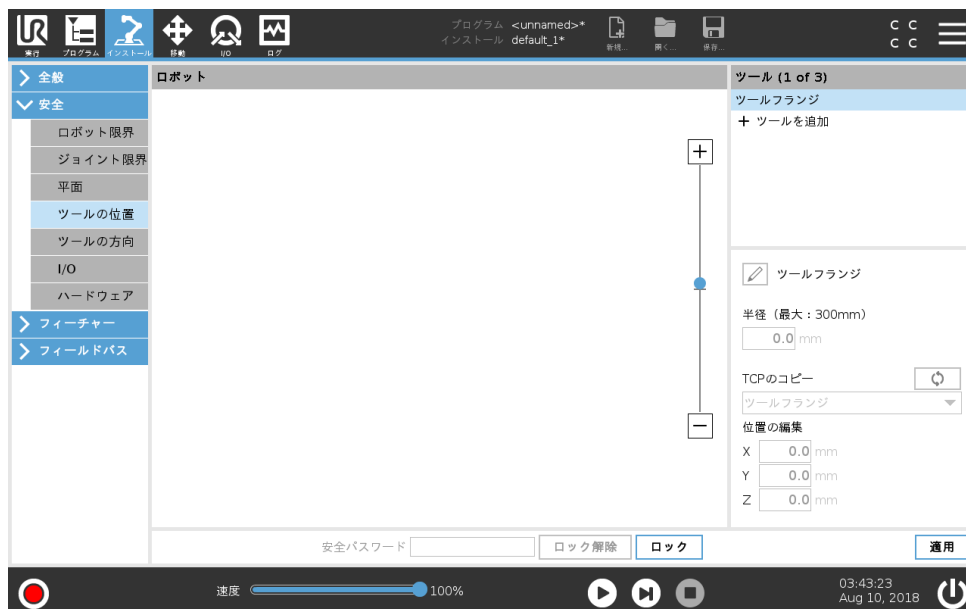 プログラム <unnamed>*
インストール default_1*
実行 プログラム インストール 移動 I/O ログ 新規... 開く... 保存...
C C
C C
全般
安全
ロボット限界
ジョイント限界
平面
ツールの位置
ツールの方向
I/O
ハードウェア
フィーチャー
フィールドバス
ロボット
ツール (1 of 3)
ツールフランジ
ツールを追加
ツールフランジ
半径（最大：300mm）
0.0 mm
TCPのコピー
ツールフランジ
位置の編集
X 0.0 mm
Y 0.0 mm
Z 0.0 mm
安全パスワード ロック解除 ロック 適用
速度 100%
03:43:23
Aug 10, 2018